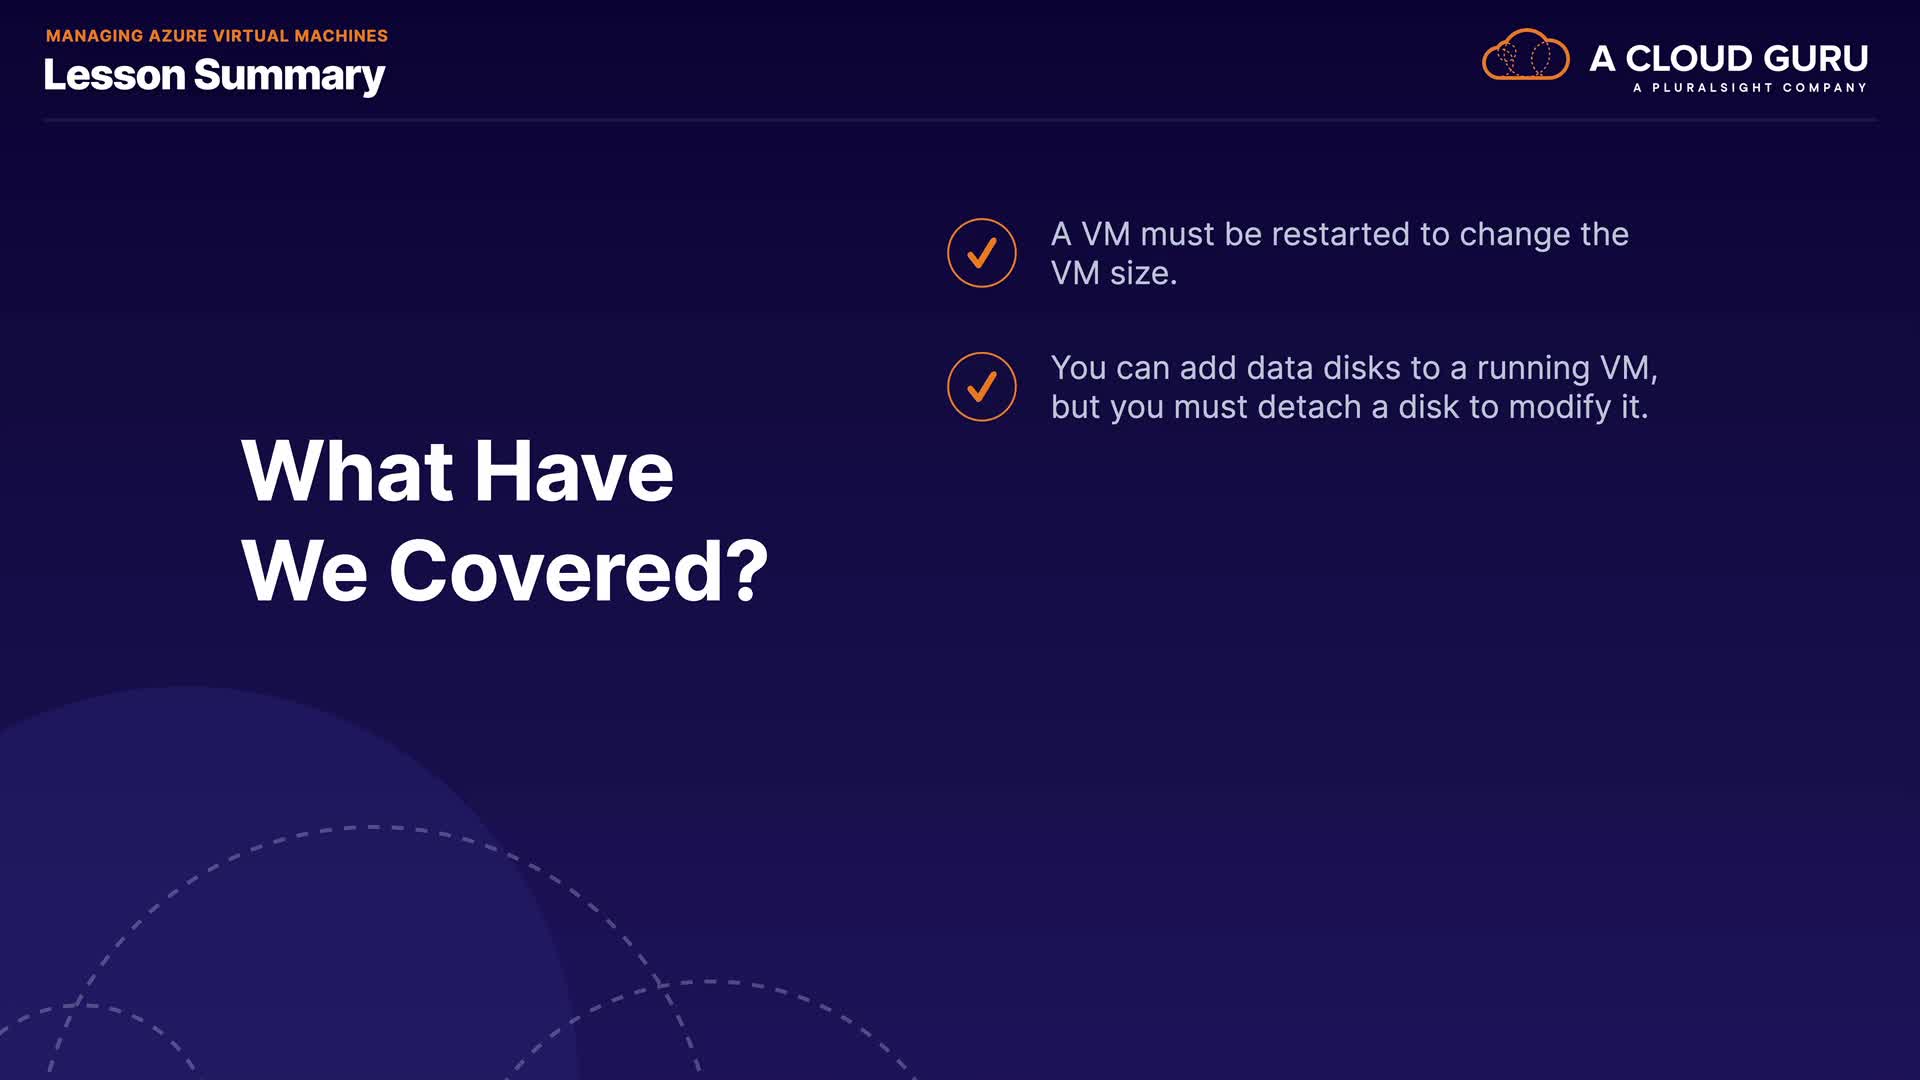 MANAGING AZURE VIRTUAL MACHINES
Lesson Summary
A CLOUD GURU
A PLURALSIGHT COMPANY
What Have
We Covered?
A VM must be restarted to change the
VM size.
You can add data disks to a running VM,
but you must detach a disk to modify it.